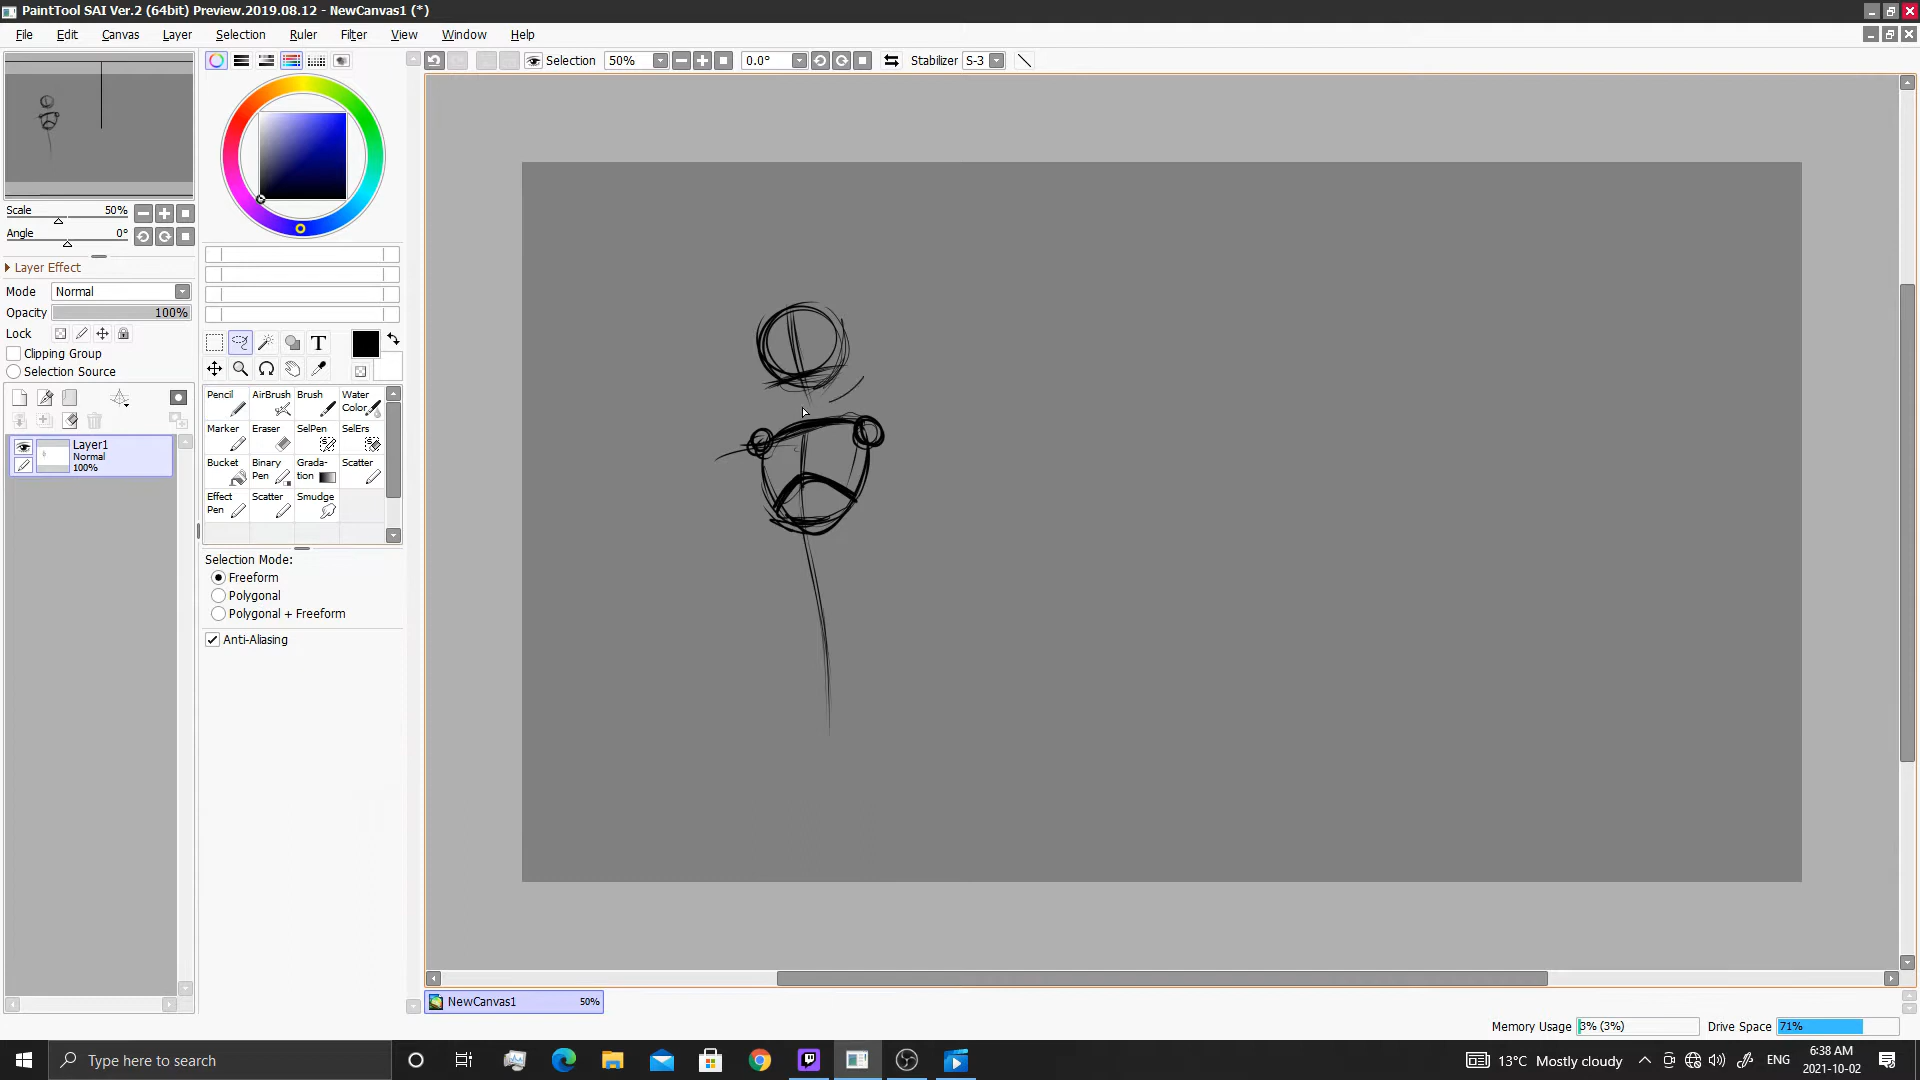 PaintTool SAI Ver.2 (64bit) Preview.2019.08.12 - NewCanvas1 (*)
File Edit Canvas Layer Selection Ruler Filter View Window Help
Selection 50% 0.0° Stabilizer S-3
Scale 50%
Angle 0°
Layer Effect
Mode Normal
Opacity 100%
Lock
Clipping Group
Selection Source
Layer1
Normal
100%
T
Pencil AirBrush Brush Water Color
Marker Eraser SelPen SelErs
Bucket Binary Pen Grada-tion Scatter
Effect Pen Scatter Smudge
Selection Mode:
Freeform
Polygonal
Polygonal + Freeform
Anti-Aliasing
NewCanvas1 50%
Memory Usage 3% (3%) Drive Space 71%
Type here to search
13°C Mostly cloudy ENG
6:38 AM
2021-10-02